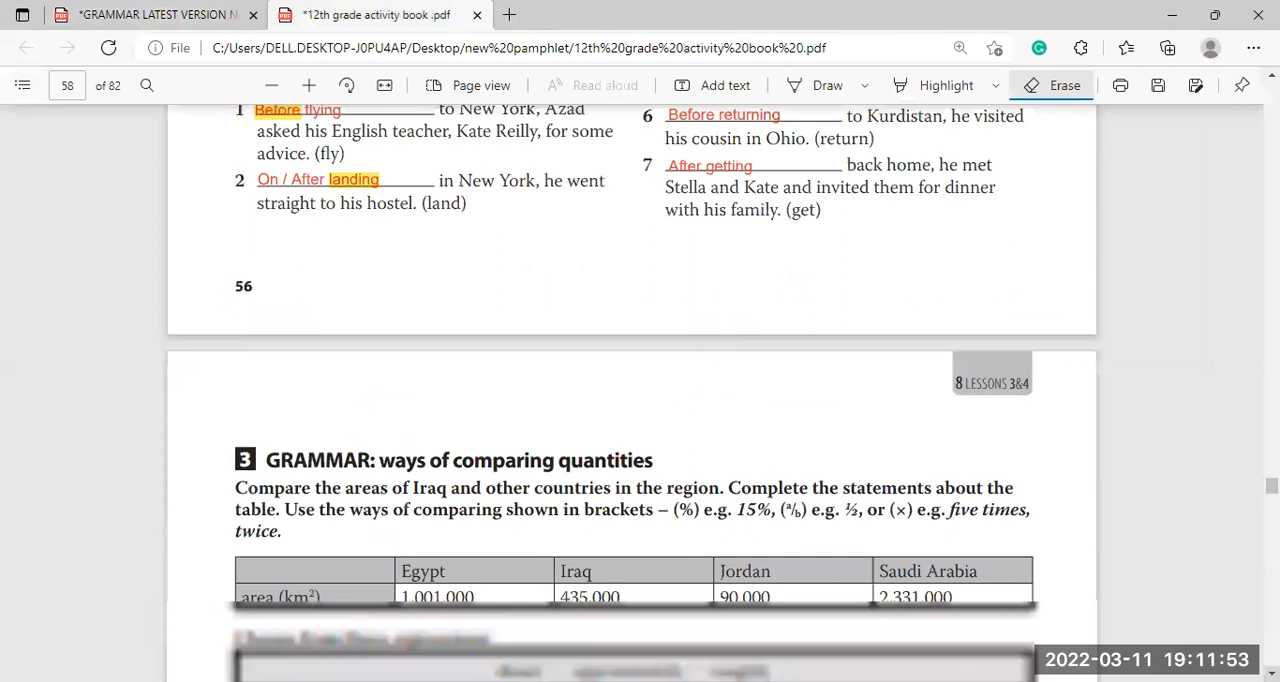 *GRAMMAR LATEST VERSION N
*12th grade activity book .pdf
File C:/Users/DELL.DESKTOP-J0PU4AP/Desktop/new%20pamphlet/12th%20grade%20activity%20book%20.pdf
58 of 82 Page view Read aloud Add text Draw Highlight Erase
1 Before flying to New York, Azad
asked his English teacher, Kate Reilly, for some
advice. (fly)
2 On / After landing in New York, he went
straight to his hostel. (land)
6 Before returning to Kurdistan, he visited
his cousin in Ohio. (return)
7 After getting back home, he met
Stella and Kate and invited them for dinner
with his family. (get)
56
8 LESSONS 3&4
3 GRAMMAR: ways of comparing quantities
Compare the areas of Iraq and other countries in the region. Complete the statements about the
table. Use the ways of comparing shown in brackets – (%) e.g. 15%, (a/b) e.g. ½, or (×) e.g. five times,
twice.
Egypt Iraq Jordan Saudi Arabia
area (km²) 1,001,000 435,000 90,000 2,331,000
2022-03-11 19:11:53